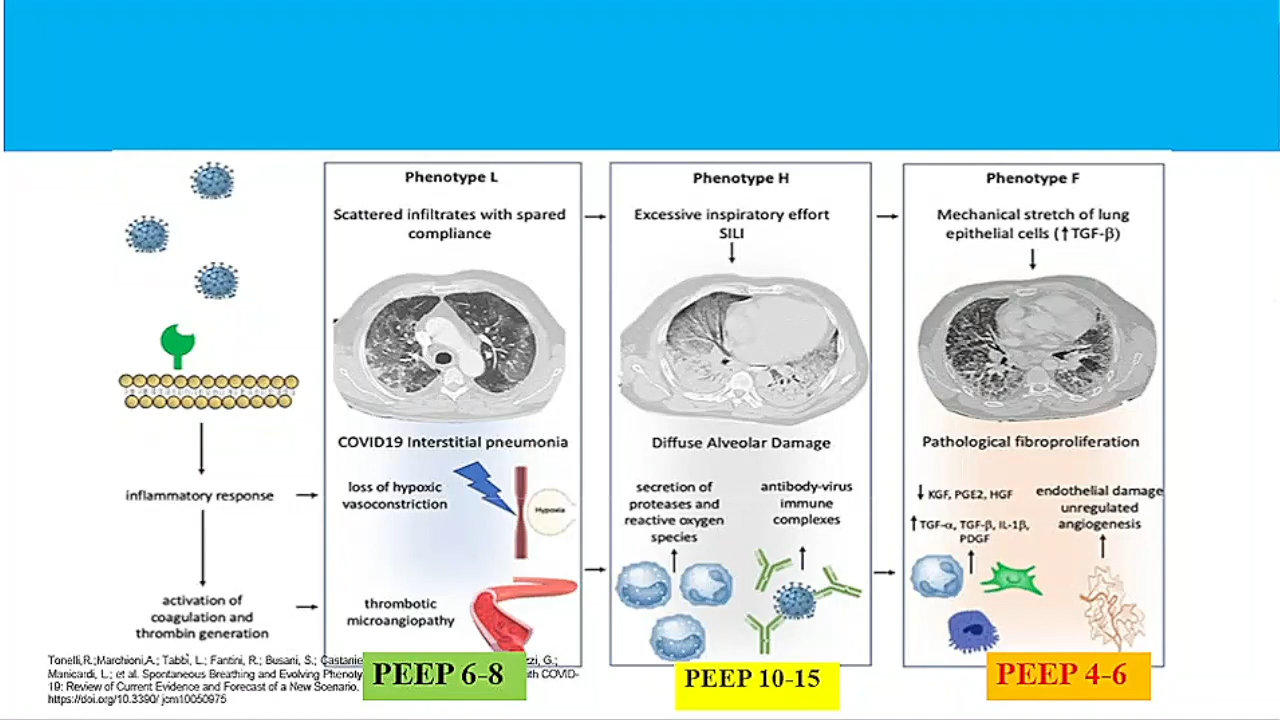 Phenotype L
Scattered infiltrates with spared
compliance
COVID19 Interstitial pneumonia
loss of hypoxic
vasoconstriction
Hypoxia
thrombotic
microangiopathy
PEEP 6-8
Phenotype H
Excessive inspiratory effort
SILI
Diffuse Alveolar Damage
secretion of
proteases and
reactive oxygen
species
antibody-virus
immune
complexes
PEEP 10-15
Phenotype F
Mechanical stretch of lung
epithelial cells (↑TGF-β)
Pathological fibroproliferation
↓ KGF, PGE2, HGF
↑ TGF-α, TGF-β, IL-1β,
PDGF
endothelial damage
unregulated
angiogenesis
PEEP 4-6
inflammatory response
activation of
coagulation and
thrombin generation
Tonelli,R.;Marchioni,A.; Tabbì, L.; Fantini, R.; Busani, S.; Castanie zzi, G.;
Manicardi, L.; et al. Spontaneous Breathing and Evolving Phenoty th COVID-
19: Review of Current Evidence and Forecast of a New Scenario.
https://doi.org/10.3390/ jcm10050975